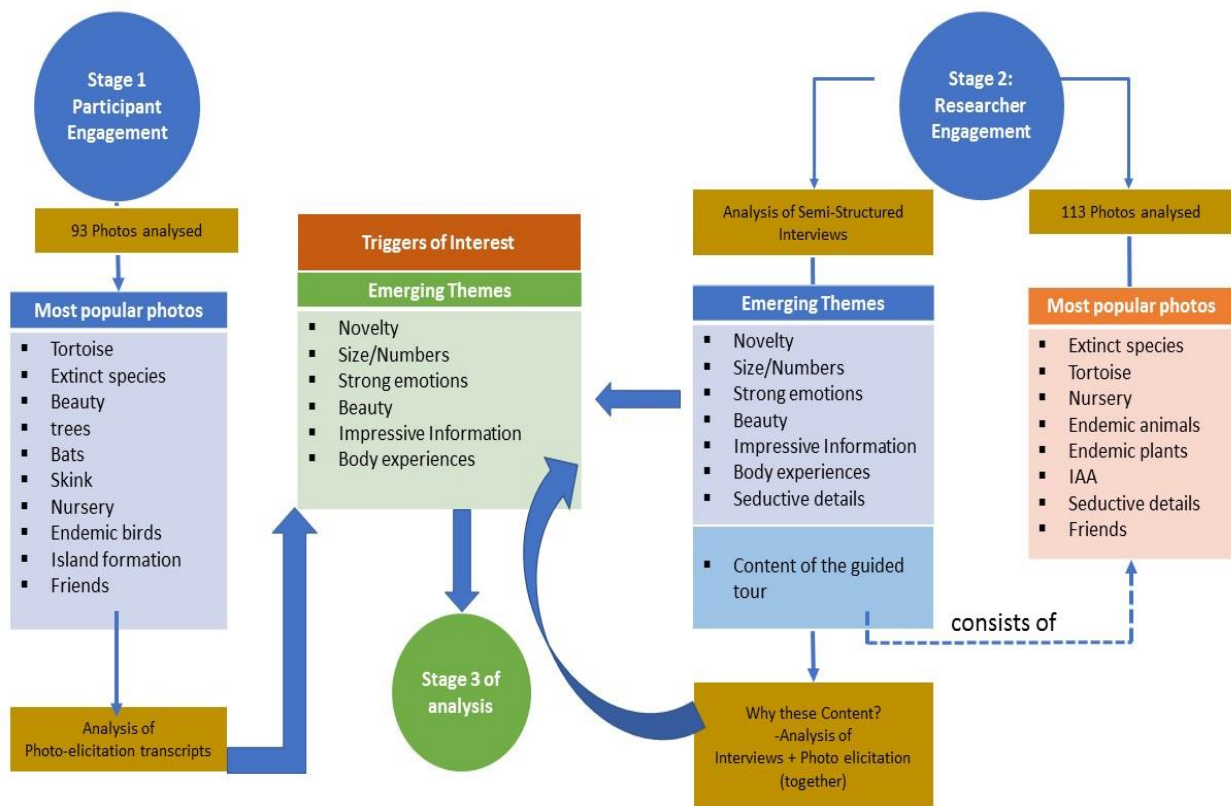 Stage 1
Participant
Engagement
93 Photos analysed
Most popular photos
▪ Tortoise
▪ Extinct species
▪ Beauty
▪ trees
▪ Bats
▪ Skink
▪ Nursery
▪ Endemic birds
▪ Island formation
▪ Friends
Analysis of
Photo-elicitation transcripts
Triggers of Interest
Emerging Themes
▪ Novelty
▪ Size/Numbers
▪ Strong emotions
▪ Beauty
▪ Impressive Information
▪ Body experiences
Stage 3 of
analysis
Stage 2:
Researcher
Engagement
Analysis of Semi-Structured
Interviews
Emerging Themes
▪ Novelty
▪ Size/Numbers
▪ Strong emotions
▪ Beauty
▪ Impressive Information
▪ Body experiences
▪ Seductive details
▪ Content of the guided
tour
Why these Content?
-Analysis of
Interviews + Photo elicitation
(together)
113 Photos analysed
Most popular photos
▪ Extinct species
▪ Tortoise
▪ Nursery
▪ Endemic animals
▪ Endemic plants
▪ IAA
▪ Seductive details
▪ Friends
consists of